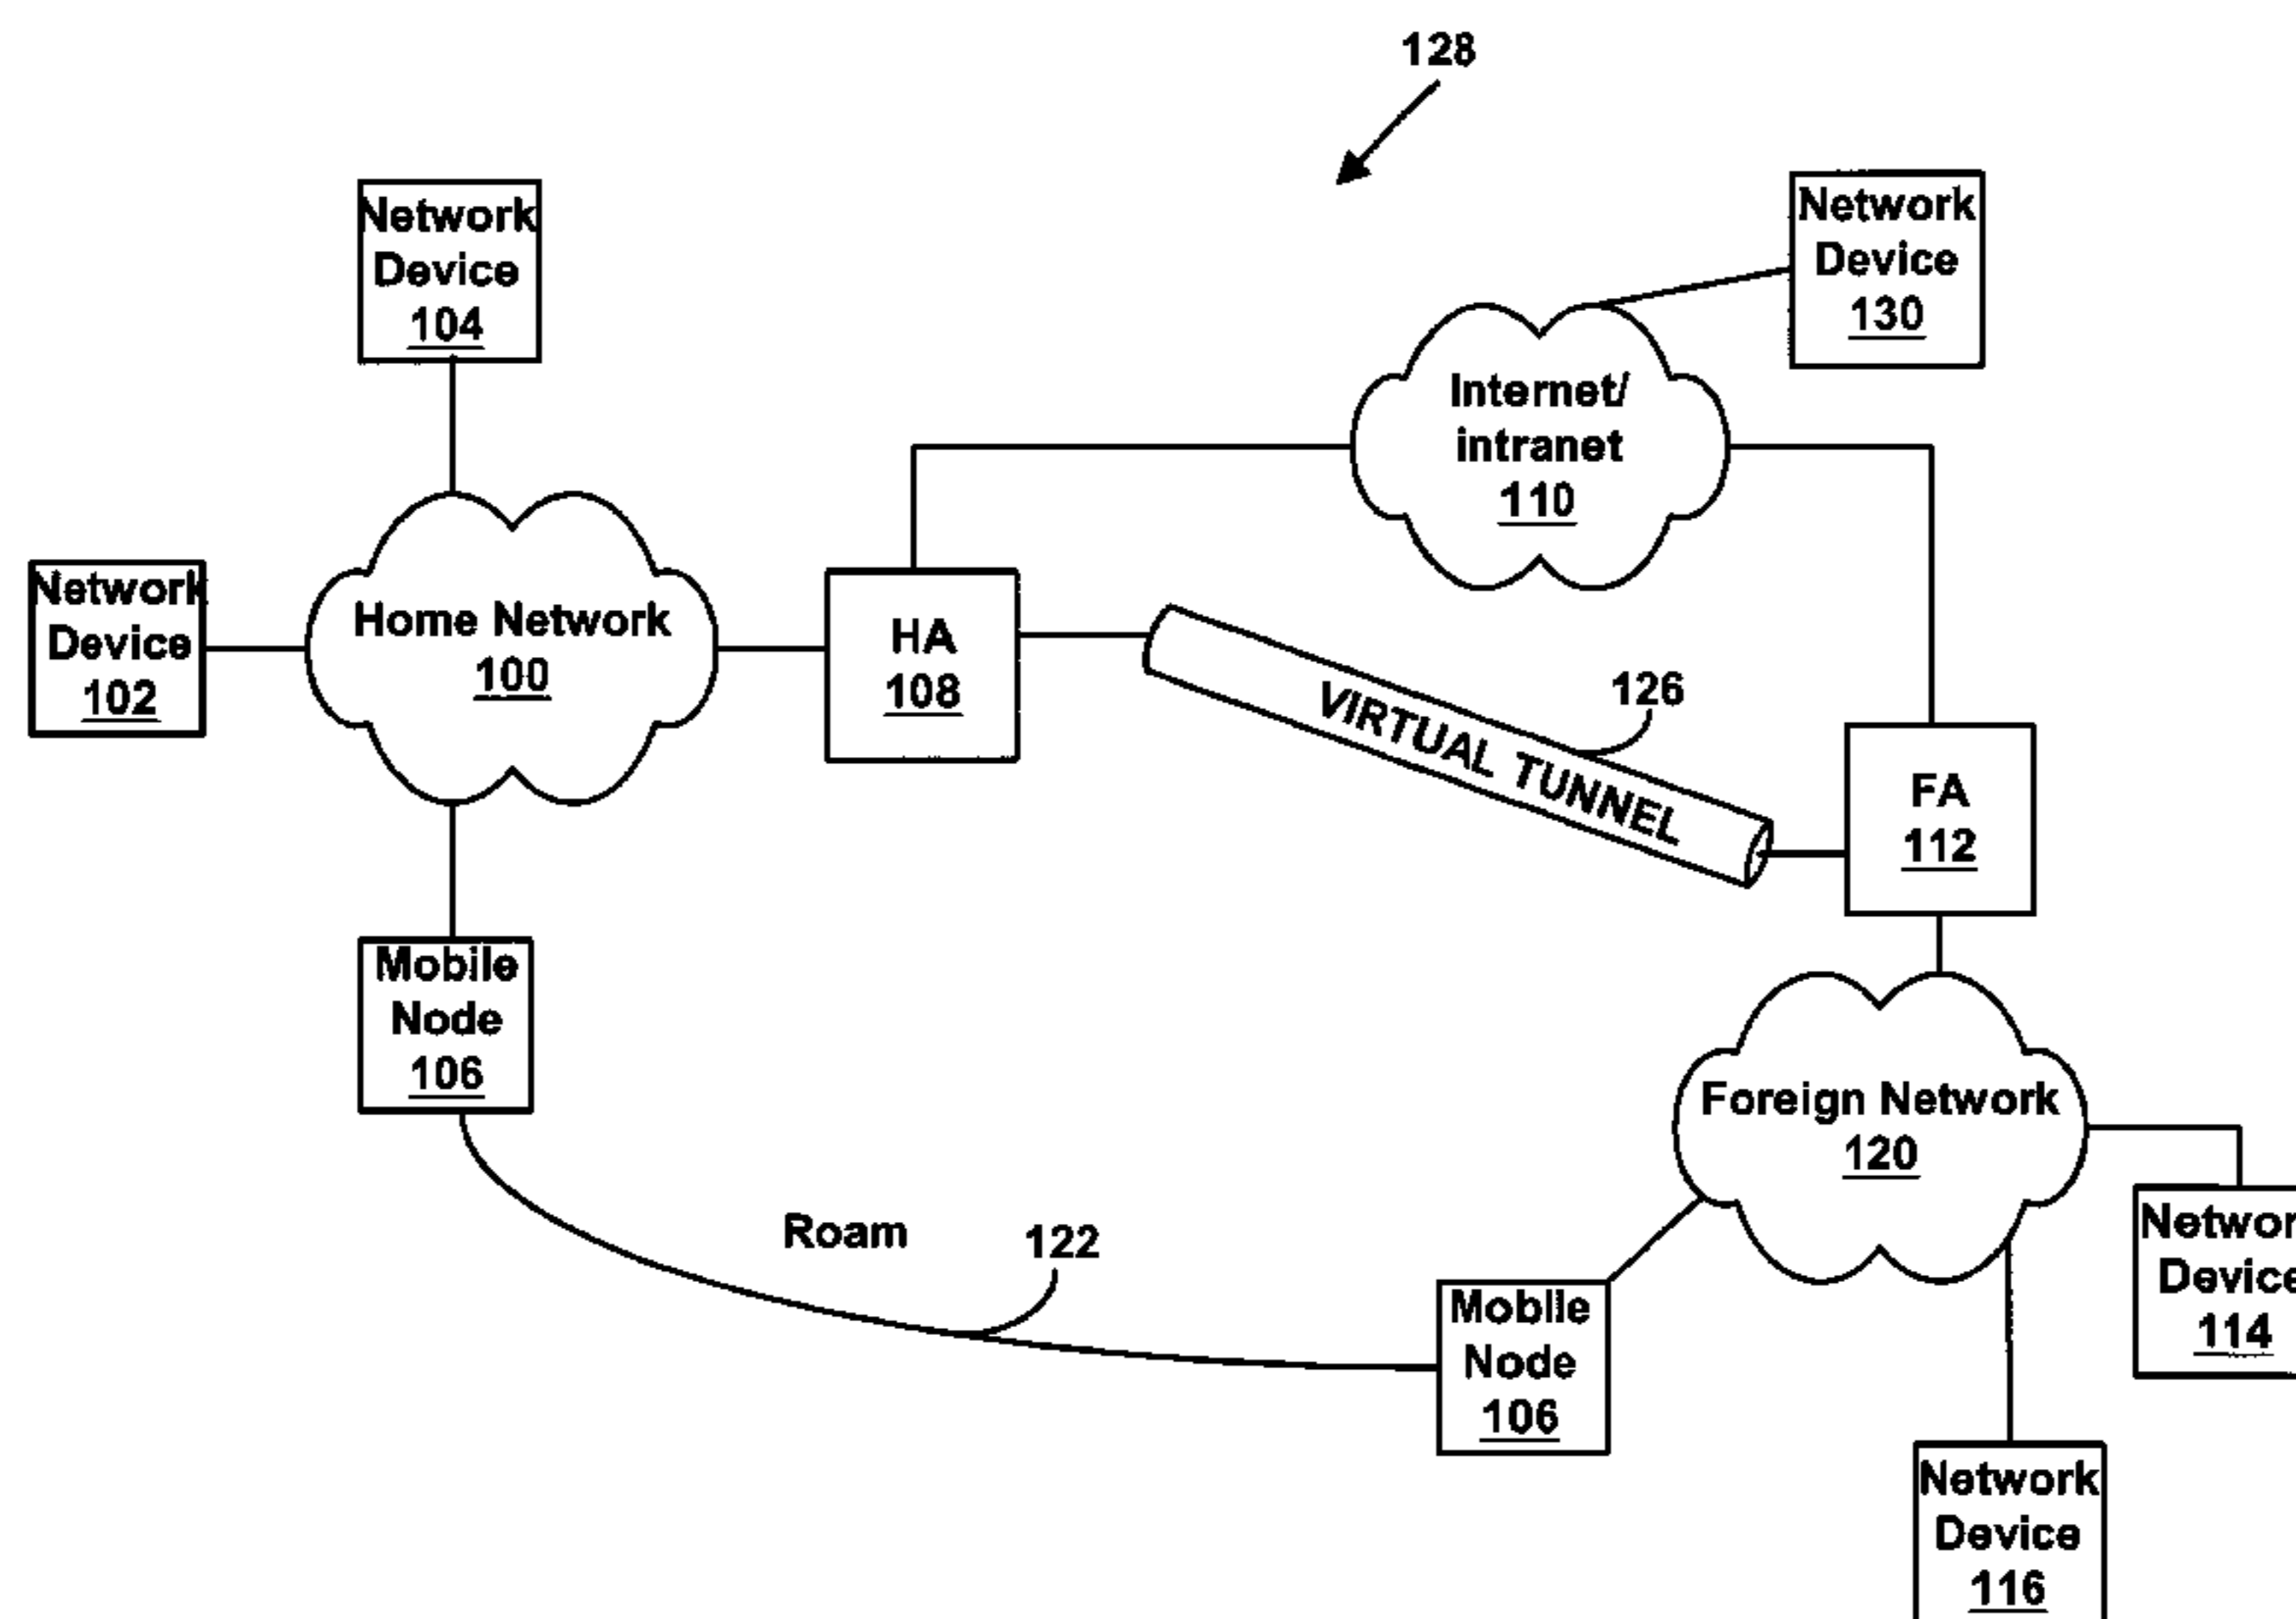 128
Network
Device
104
Network
Device
130
Internet/
intranet
110
Network
Device
102
Home Network
100
HA
108
VIRTUAL TUNNEL
126
FA
112
Mobile
Node
106
Foreign Network
120
Roam
122
Mobile
Node
106
Networ
Device
114
Network
Device
116